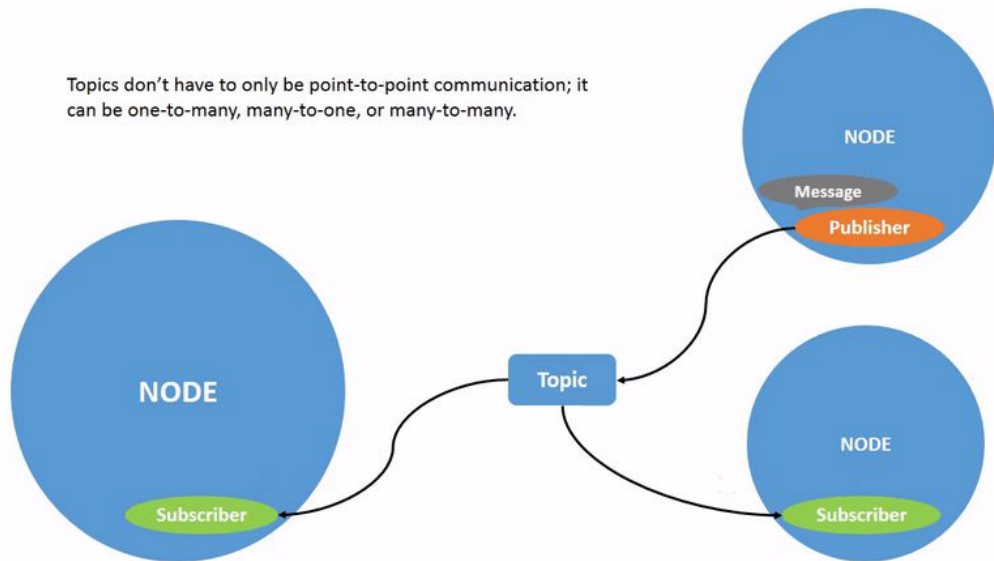 Topics don’t have to only be point-to-point communication; it
can be one-to-many, many-to-one, or many-to-many.
NODE
Message
Publisher
Topic
NODE
Subscriber
NODE
Subscriber